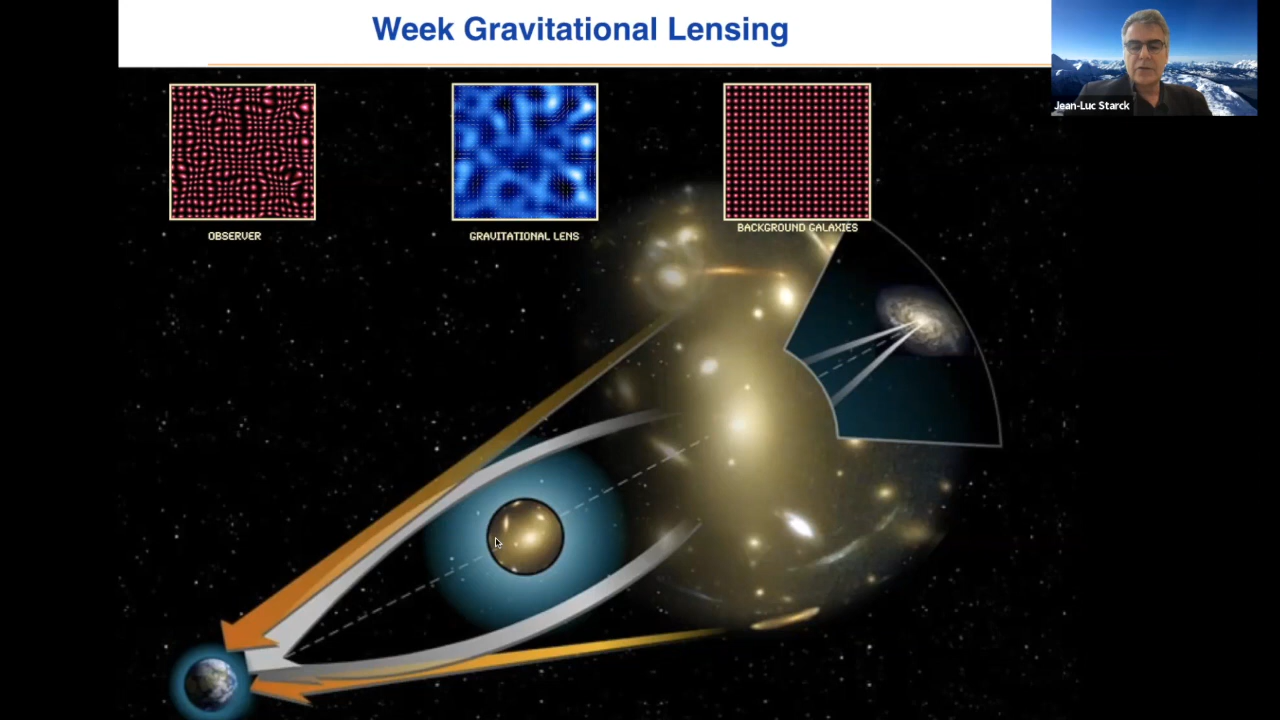 Week Gravitational Lensing
Jean-Luc Starck
OBSERVER
GRAVITATIONAL LENS
BACKGROUND GALAXIES